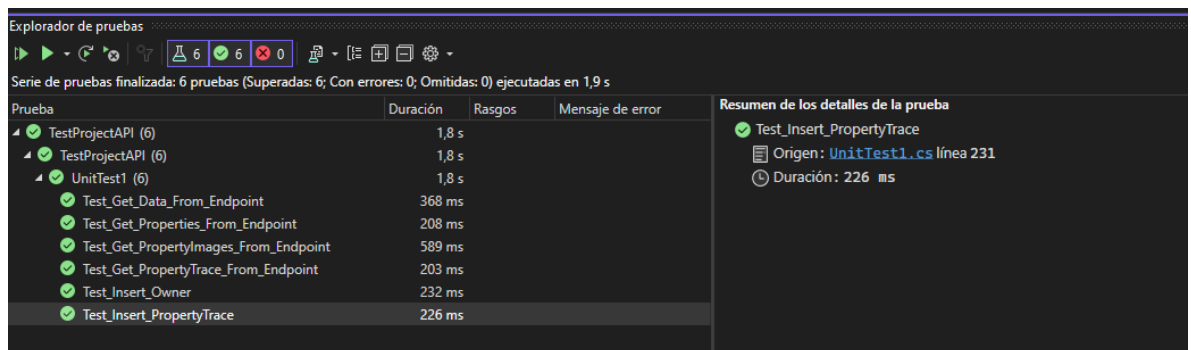 Explorador de pruebas
6 6 0
Serie de pruebas finalizada: 6 pruebas (Superadas: 6; Con errores: 0; Omitidas: 0) ejecutadas en 1,9 s
Prueba Duración Rasgos Mensaje de error
TestProjectAPI (6) 1,8 s
TestProjectAPI (6) 1,8 s
UnitTest1 (6) 1,8 s
Test_Get_Data_From_Endpoint 368 ms
Test_Get_Properties_From_Endpoint 208 ms
Test_Get_PropertyImages_From_Endpoint 589 ms
Test_Get_PropertyTrace_From_Endpoint 203 ms
Test_Insert_Owner 232 ms
Test_Insert_PropertyTrace 226 ms
Resumen de los detalles de la prueba
Test_Insert_PropertyTrace
Origen: UnitTest1.cs línea 231
Duración: 226 ms